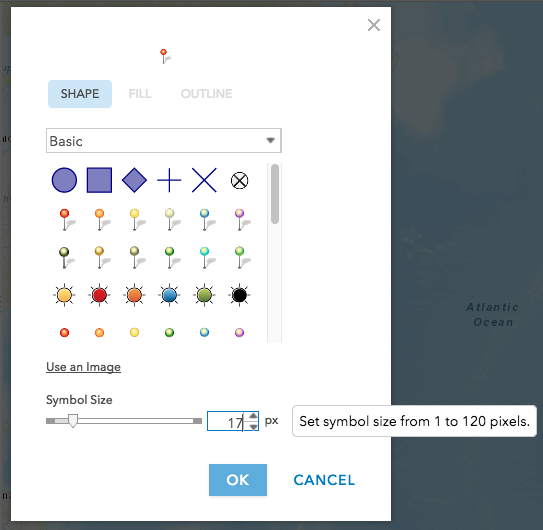 SHAPE FILL OUTLINE
Basic
Use an Image
Symbol Size
17 px
Set symbol size from 1 to 120 pixels.
OK CANCEL
Atlantic
Ocean